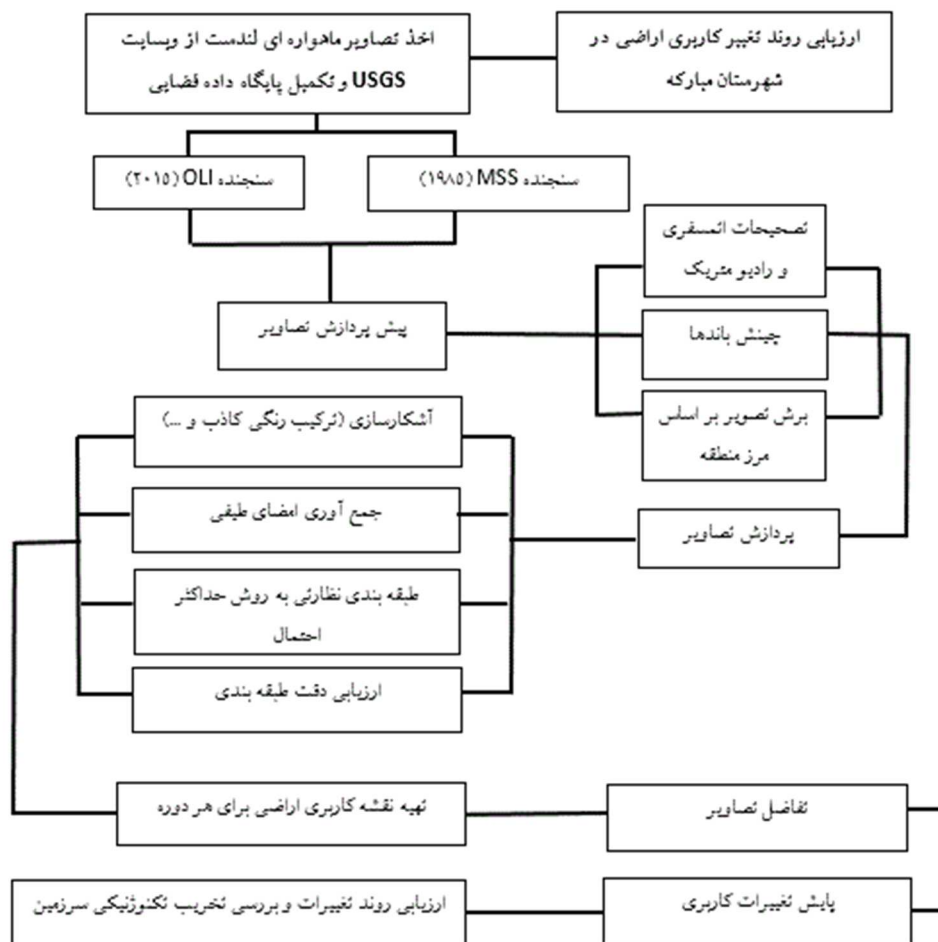 ارزیابی روند تغییر کاربری اراضی در
شهرستان مبارکه
اخذ تصاویر ماهواره ای لندست از وبسایت
USGS و تکمیل پایگاه داده فضایی
سنجنده MSS (۱۹۸۵)
سنجنده OLI (۲۰۱۵)
پیش پردازش تصاویر
تصحیحات اتمسفری
و رادیو متریک
چینش باندها
برش تصویر بر اساس
مرز منطقه
پردازش تصاویر
آشکارسازی (ترکیب رنگی کاذب و ...)
جمع آوری امضای طیفی
طبقه بندی نظارتی به روش حداکثر
احتمال
ارزیابی دقت طبقه بندی
تهیه نقشه کاربری اراضی برای هر دوره
تفاضل تصاویر
پایش تغییرات کاربری
ارزیابی روند تغییرات و بررسی تخریب تکنوژنیکی سرزمین